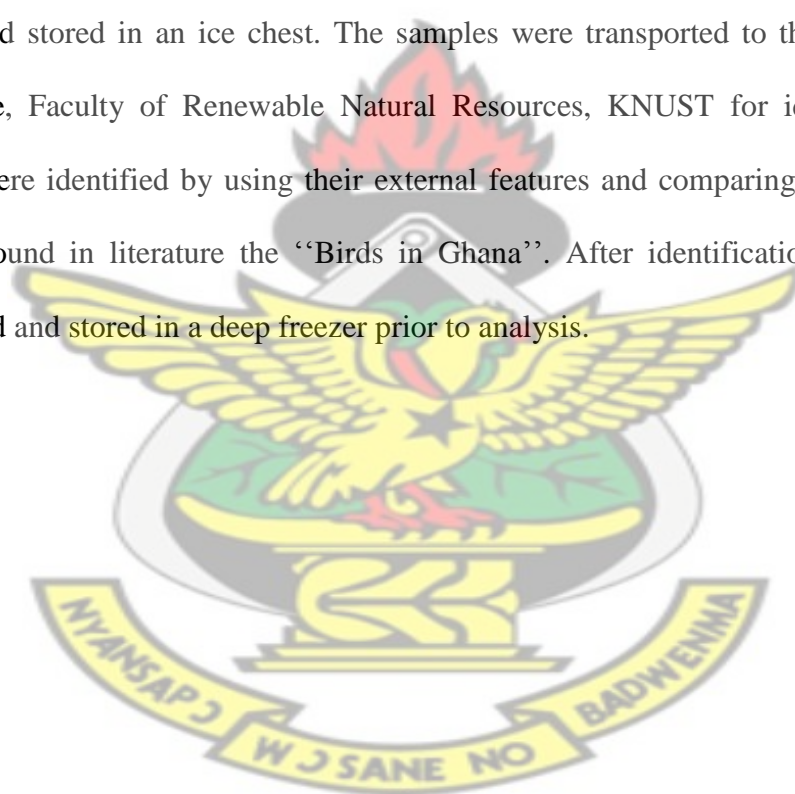 d stored in an ice chest. The samples were transported to th
e, Faculty of Renewable Natural Resources, KNUST for i
ere identified by using their external features and comparing
ound in literature the ‘‘Birds in Ghana’’. After identificatio
d and stored in a deep freezer prior to analysis.
NYANSAPƆ
WƆSANE NO
BADWENMA